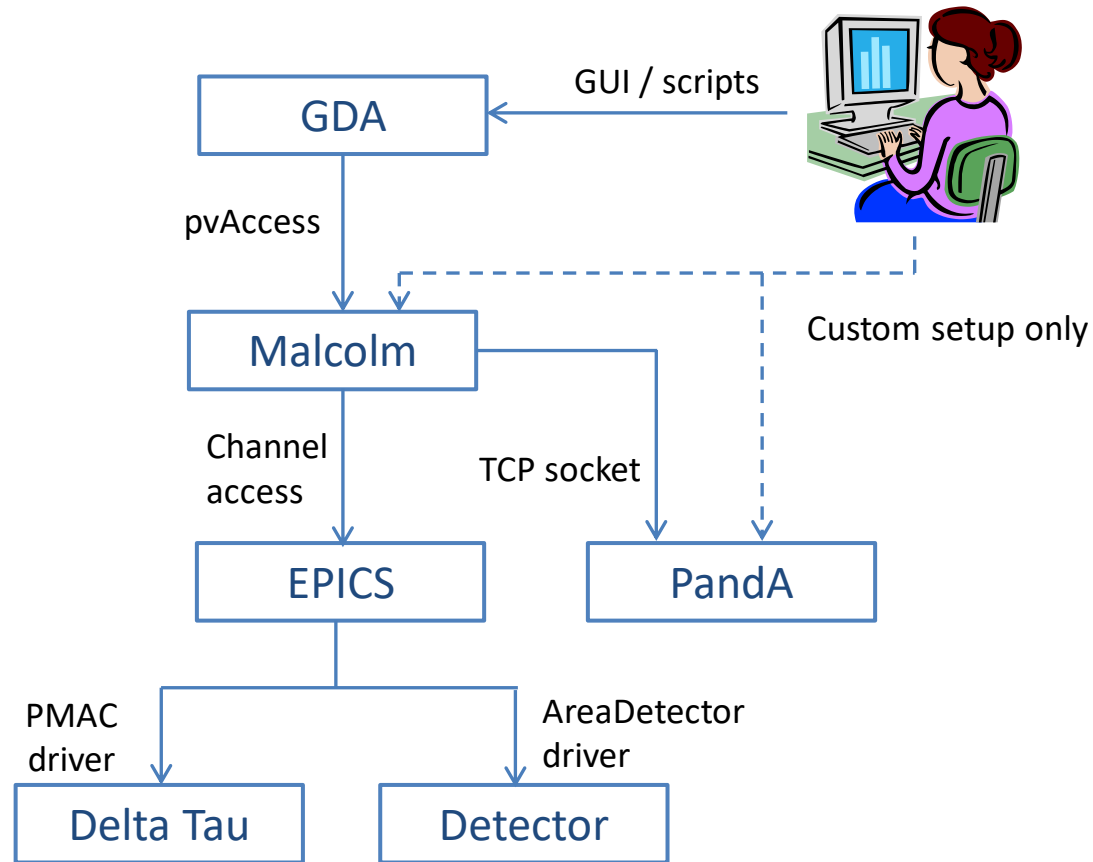 GUI / scripts
GDA
pvAccess
Malcolm
Custom setup only
Channel
access
TCP socket
EPICS
PandA
PMAC
driver
AreaDetector
driver
Delta Tau
Detector